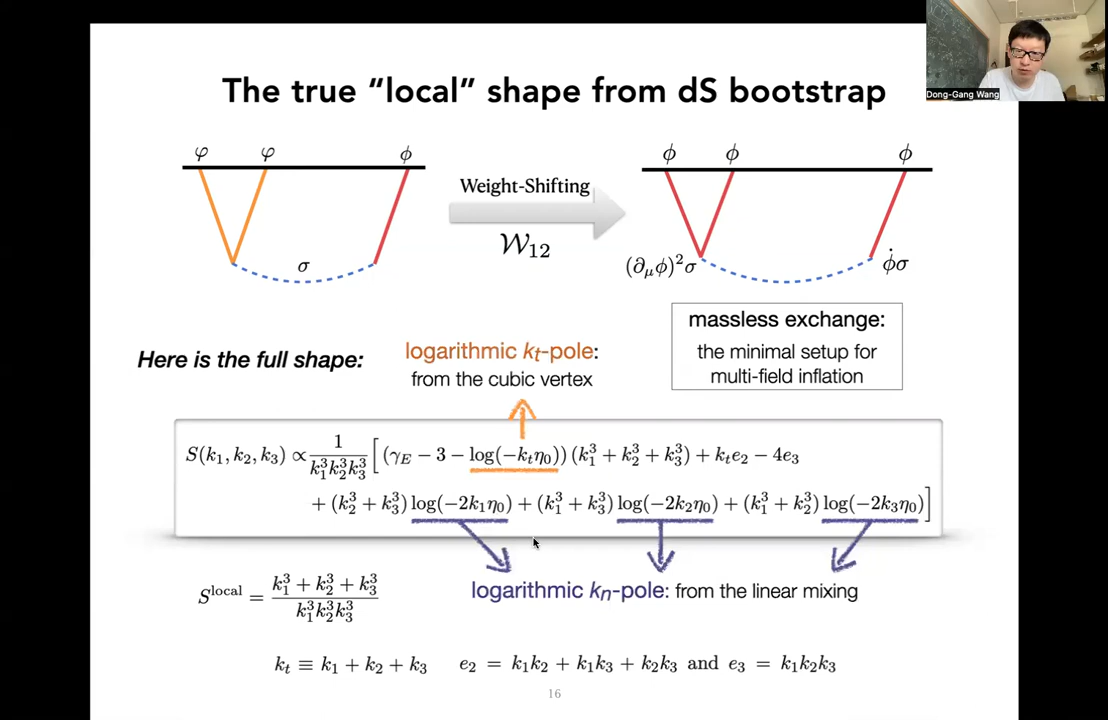 Dong-Gang Wang
The true "local" shape from dS bootstrap
φ φ ϕ
ϕ ϕ ϕ
Weight-Shifting
𝒲₁₂
σ
(∂_μϕ)²σ
ϕ̇σ
massless exchange:
the minimal setup for
multi-field inflation
logarithmic k_t-pole:
from the cubic vertex
Here is the full shape:
S(k₁, k₂, k₃) ∝ 1/(k₁³k₂³k₃³) [(γ_E − 3 − log(−k_tη₀)) (k₁³ + k₂³ + k₃³) + k_te₂ − 4e₃
+ (k₂³ + k₃³) log(−2k₁η₀) + (k₁³ + k₃³) log(−2k₂η₀) + (k₁³ + k₂³) log(−2k₃η₀)]
logarithmic k_n-pole: from the linear mixing
S^local = (k₁³ + k₂³ + k₃³)/(k₁³k₂³k₃³)
k_t ≡ k₁ + k₂ + k₃ e₂ = k₁k₂ + k₁k₃ + k₂k₃ and e₃ = k₁k₂k₃
16